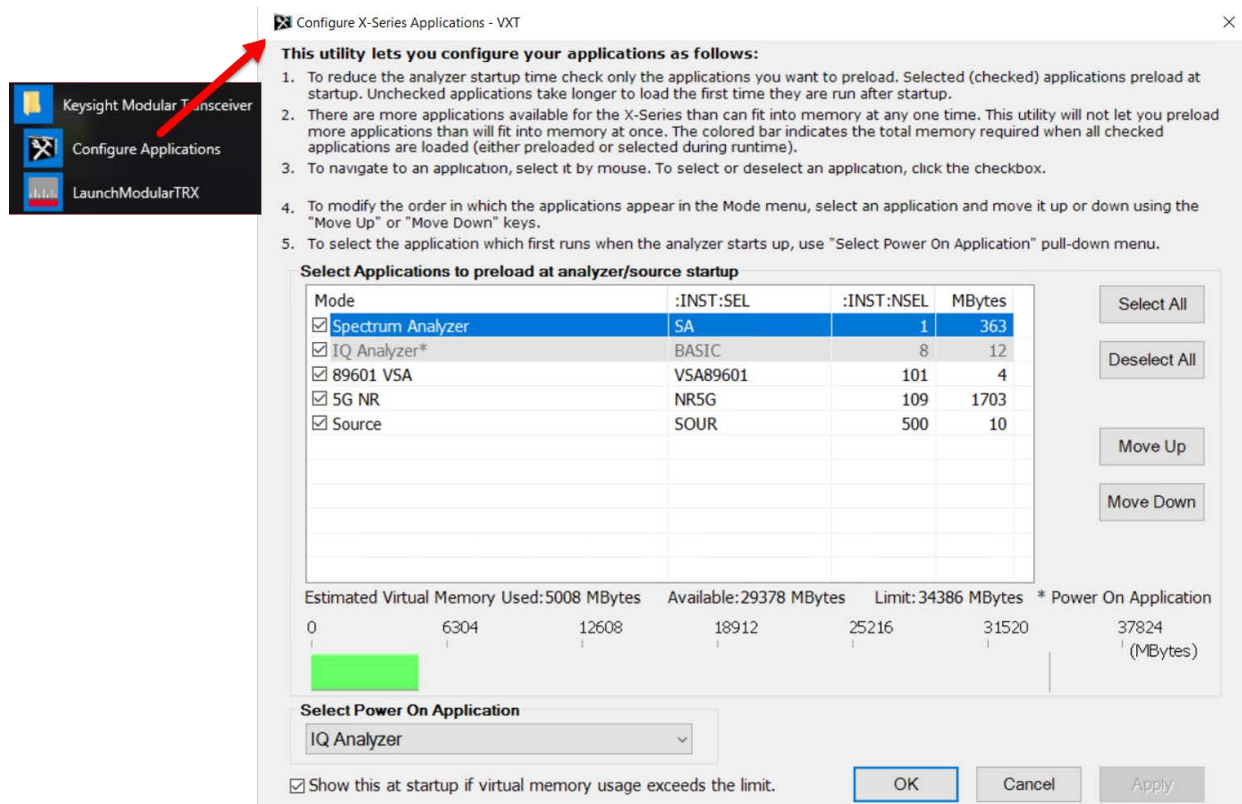 Configure X-Series Applications - VXT
This utility lets you configure your applications as follows:
1. To reduce the analyzer startup time check only the applications you want to preload. Selected (checked) applications preload at
startup. Unchecked applications take longer to load the first time they are run after startup.
2. There are more applications available for the X-Series than can fit into memory at any one time. This utility will not let you preload
more applications than will fit into memory at once. The colored bar indicates the total memory required when all checked
applications are loaded (either preloaded or selected during runtime).
3. To navigate to an application, select it by mouse. To select or deselect an application, click the checkbox.
4. To modify the order in which the applications appear in the Mode menu, select an application and move it up or down using the
"Move Up" or "Move Down" keys.
5. To select the application which first runs when the analyzer starts up, use "Select Power On Application" pull-down menu.
Keysight Modular Transceiver
Configure Applications
LaunchModularTRX
Select Applications to preload at analyzer/source startup
Mode :INST:SEL :INST:NSEL MBytes
Spectrum Analyzer SA 1 363
IQ Analyzer* BASIC 8 12
89601 VSA VSA89601 101 4
5G NR NR5G 109 1703
Source SOUR 500 10
Select All
Deselect All
Move Up
Move Down
Estimated Virtual Memory Used:5008 MBytes Available:29378 MBytes Limit:34386 MBytes * Power On Application
0 6304 12608 18912 25216 31520 37824
(MBytes)
Select Power On Application
IQ Analyzer
Show this at startup if virtual memory usage exceeds the limit.
OK Cancel Apply